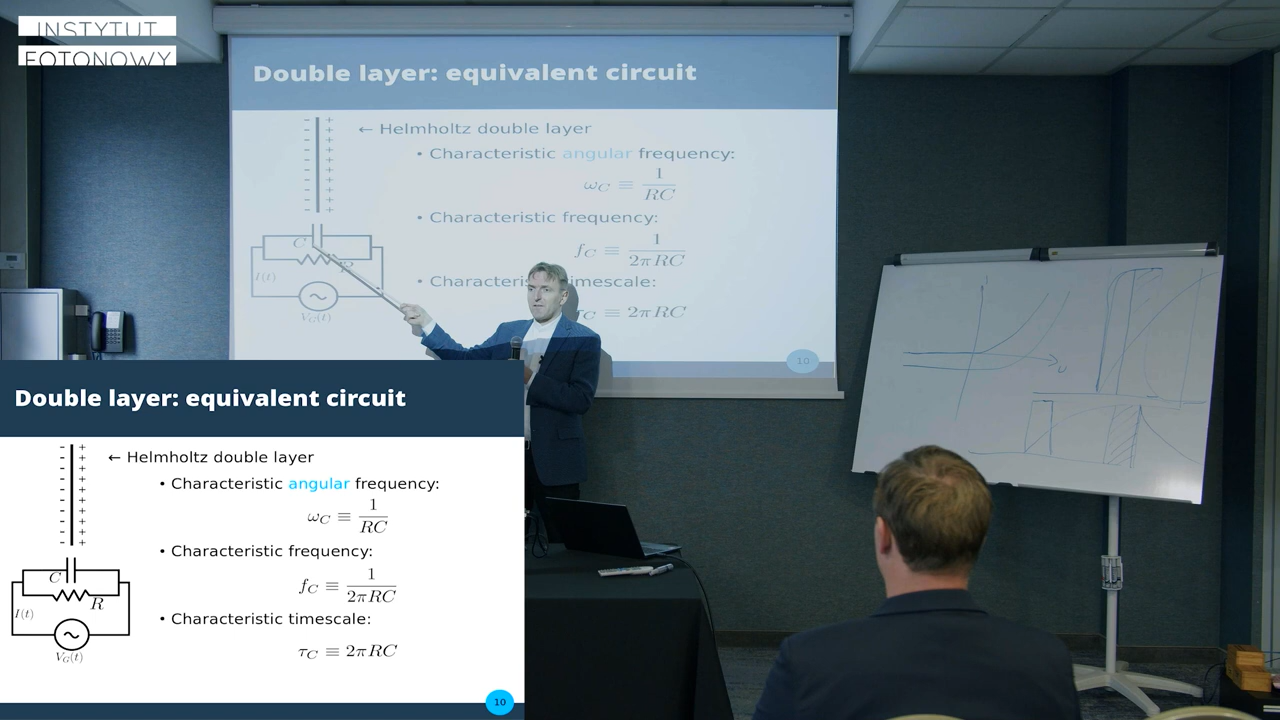 INSTYTUT
FOTONOWY
Double layer: equivalent circuit
← Helmholtz double layer
• Characteristic angular frequency:
ω_C ≡ 1/RC
• Characteristic frequency:
f_C ≡ 1/2πRC
• Characteris imescale:
τ_C ≡ 2πRC
C
R
I(t)
V_G(t)
10
υ
Double layer: equivalent circuit
← Helmholtz double layer
• Characteristic angular frequency:
ω_C ≡ 1/RC
• Characteristic frequency:
f_C ≡ 1/2πRC
• Characteristic timescale:
τ_C ≡ 2πRC
C
R
I(t)
V_G(t)
10